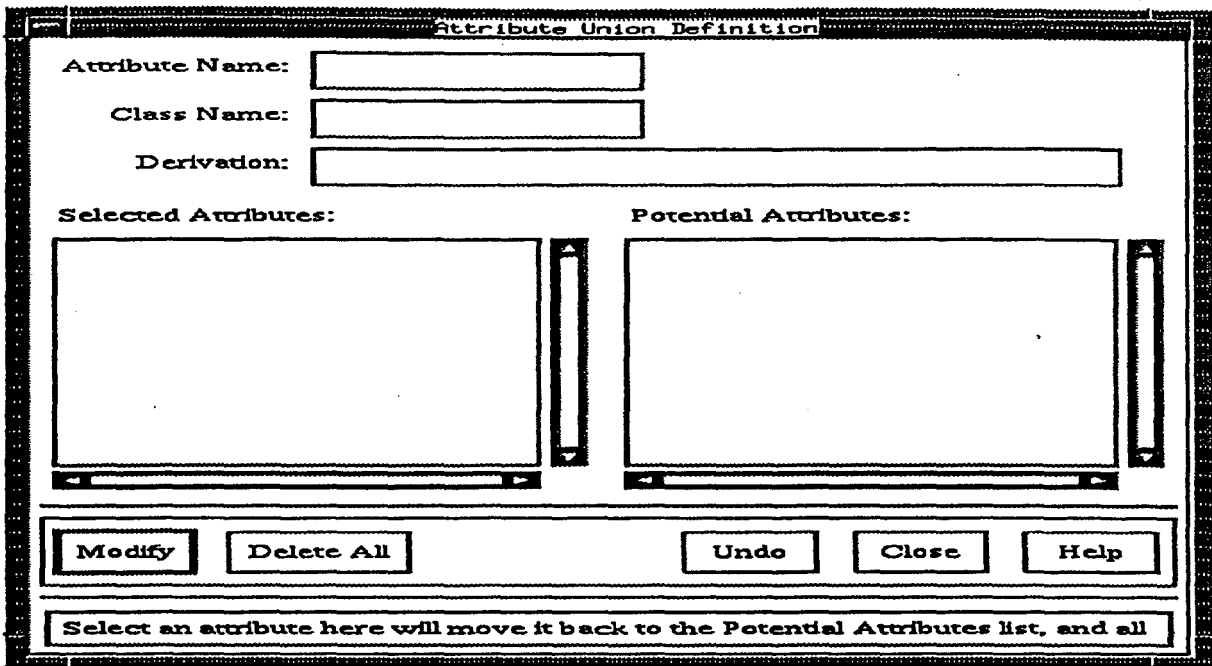 Attribute Union Definition
Attribute Name:
Class Name:
Derivation:
Selected Attributes:
Potential Attributes:
Modify
Delete All
Undo
Close
Help
Select an attribute here will move it back to the Potential Attributes list, and all